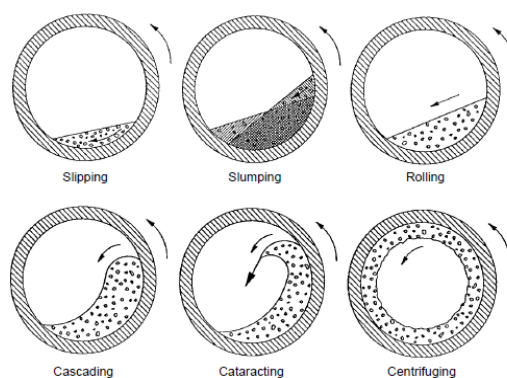 Slipping
Slumping
Rolling
Cascading
Cataracting
Centrifuging